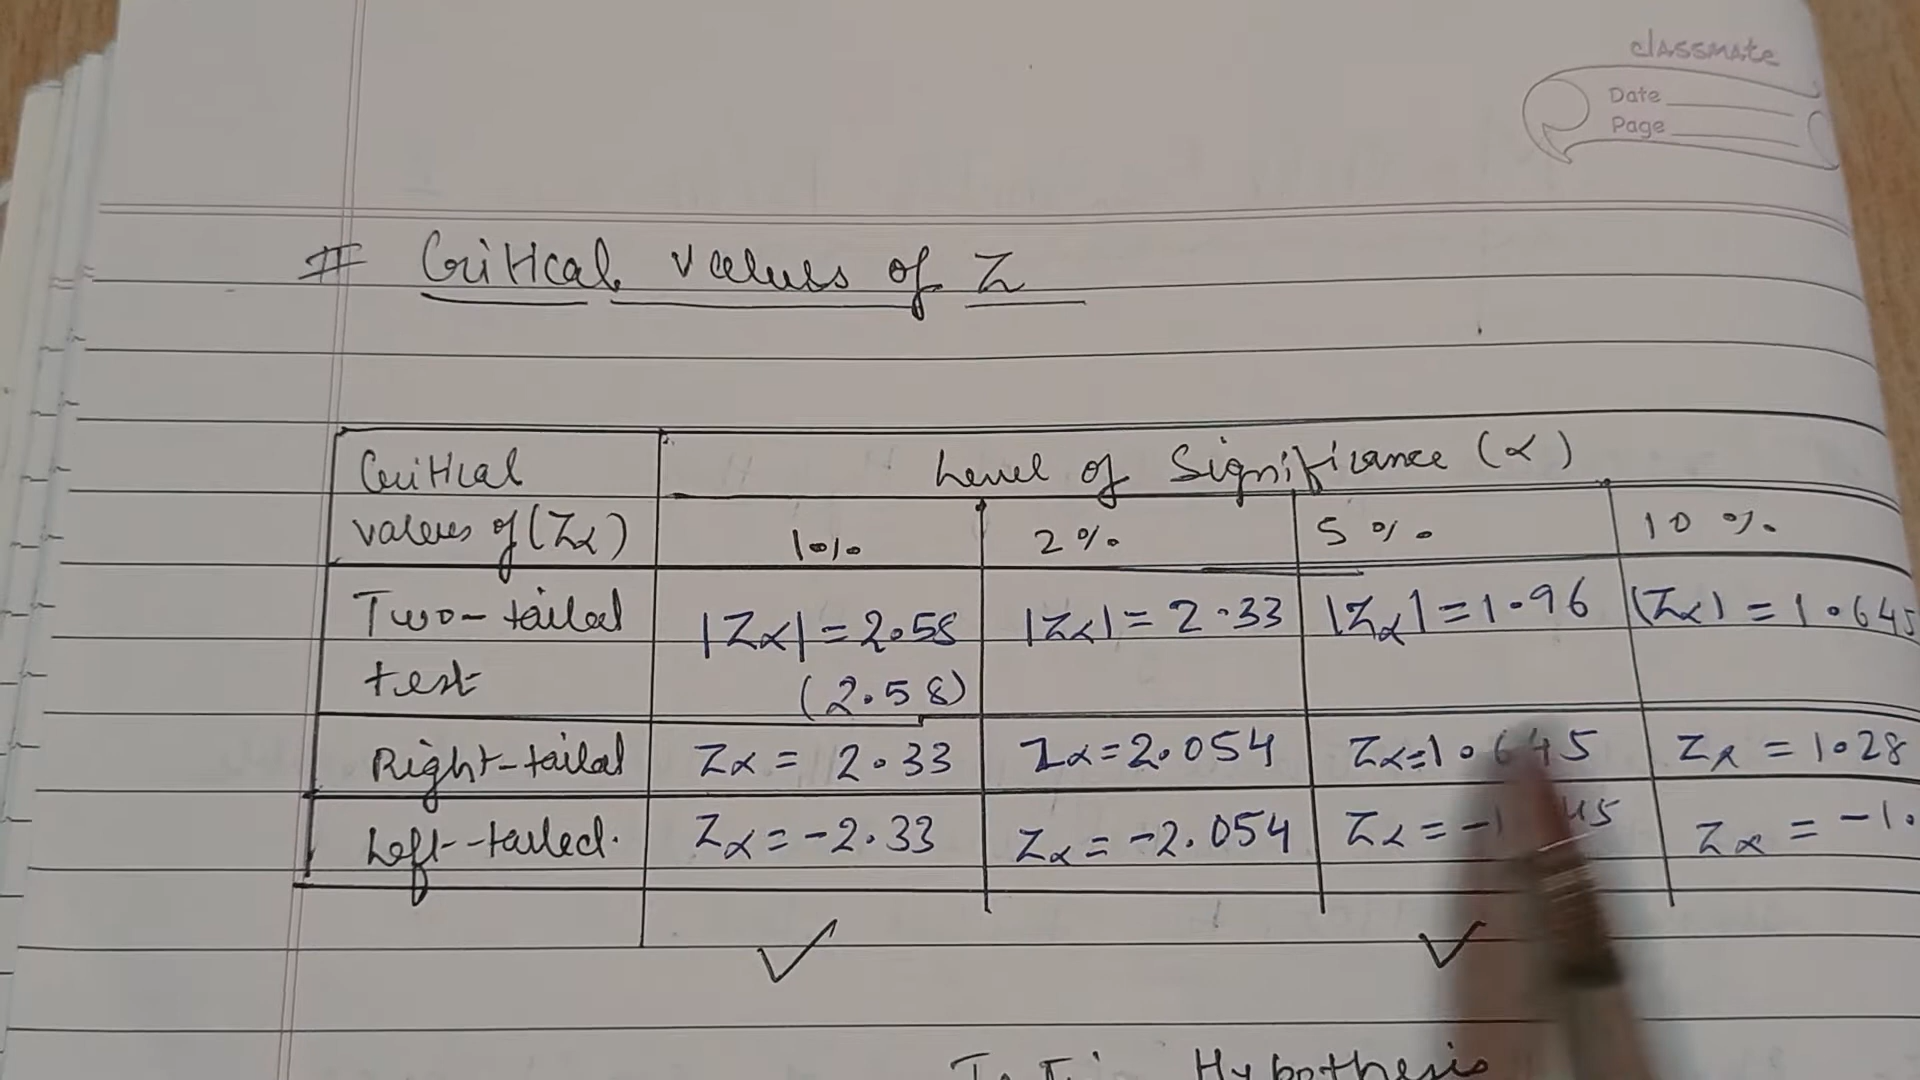 classmate
Date
Page
# Critical values of Z
Critical values of (Zα) Level of Significance (α)
1% 2% 5% 10 %
Two-tailed test |Zα| = 2.58 (2.58) |Zα| = 2.33 |Zα| = 1.96 |Zα| = 1.645
Right-tailed Zα = 2.33 Zα = 2.054 Zα = 1.645 Zα = 1.28
Left-tailed. Zα = -2.33 Zα = -2.054 Zα = -1 45 Zα = -1.
Hypothesis